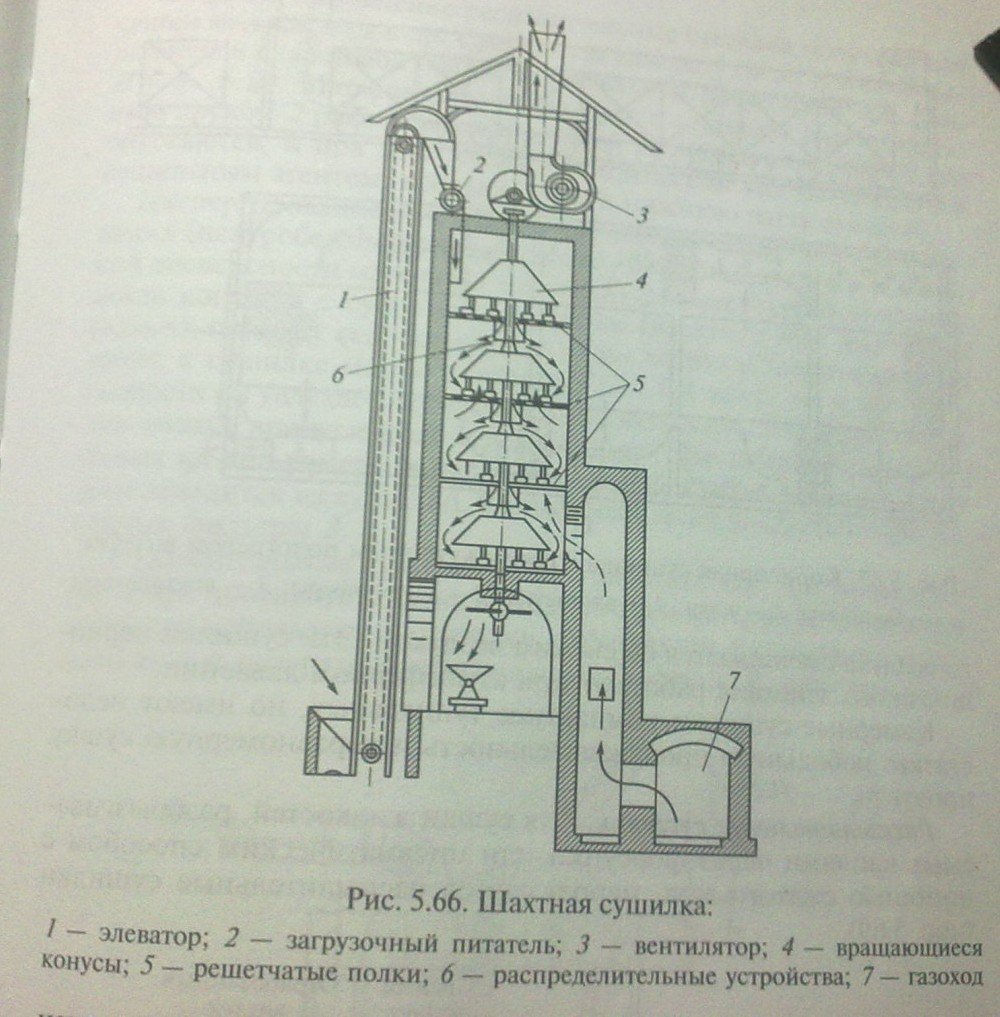 2
3
4
1
6
5
7
Рис. 5.66. Шахтная сушилка:
1 — элеватор; 2 — загрузочный питатель; 3 — вентилятор; 4 — вращающиеся
конусы; 5 — решетчатые полки; 6 — распределительные устройства; 7 — газоход